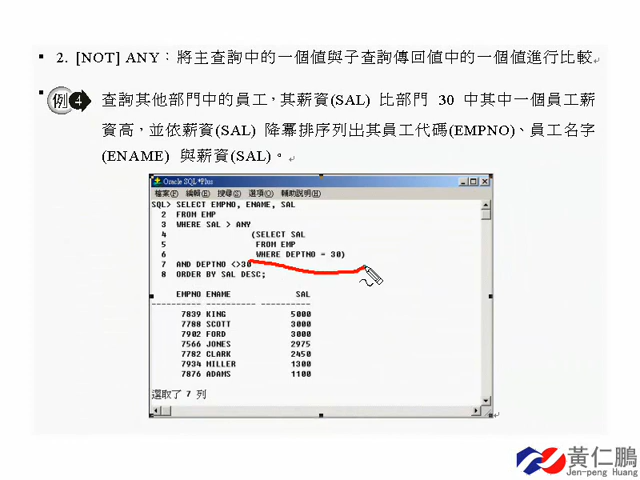 ▪ 2. [NOT] ANY：將主查詢中的一個值與子查詢傳回值中的一個值進行比較
▪ 例 4 查詢其他部門中的員工，其薪資(SAL) 比部門 30 中其中一個員工薪
資高，並依薪資(SAL) 降冪排序列出其員工代碼(EMPNO)、員工名字
(ENAME) 與薪資(SAL)。
Oracle SQL*Plus
檔案(F) 編輯(E) 搜尋(S) 選項(O) 輔助說明(H)
SQL> SELECT EMPNO, ENAME, SAL
2 FROM EMP
3 WHERE SAL > ANY
4 (SELECT SAL
5 FROM EMP
6 WHERE DEPTNO = 30)
7 AND DEPTNO <>30
8 ORDER BY SAL DESC;
EMPNO ENAME SAL
---------- ---------- ----------
7839 KING 5000
7788 SCOTT 3000
7902 FORD 3000
7566 JONES 2975
7782 CLARK 2450
7934 MILLER 1300
7876 ADAMS 1100
選取了 7 列
黃仁鵬
Jen-peng Huang